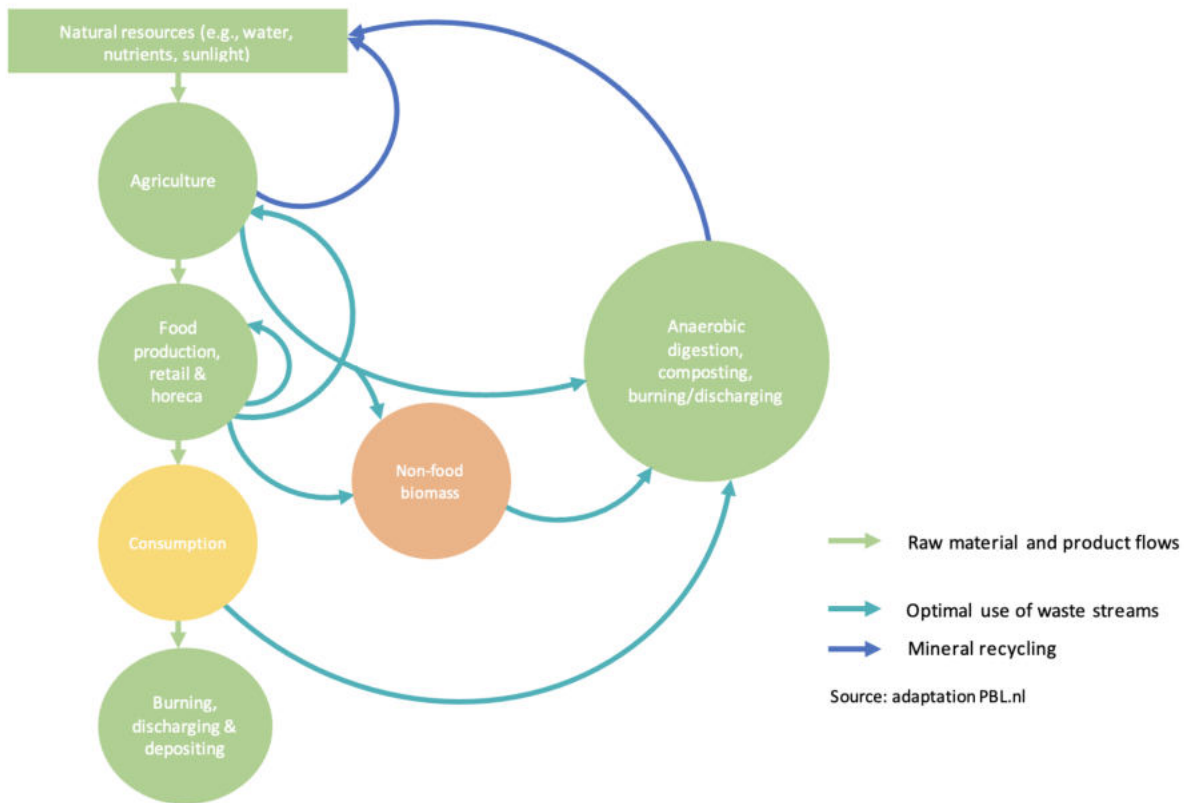 Natural resources (e.g., water,
nutrients, sunlight)
Agriculture
Food
production,
retail &
horeca
Anaerobic
digestion,
composting,
burning/discharging
Non-food
biomass
Consumption
Burning,
discharging &
depositing
Raw material and product flows
Optimal use of waste streams
Mineral recycling
Source: adaptation PBL.nl